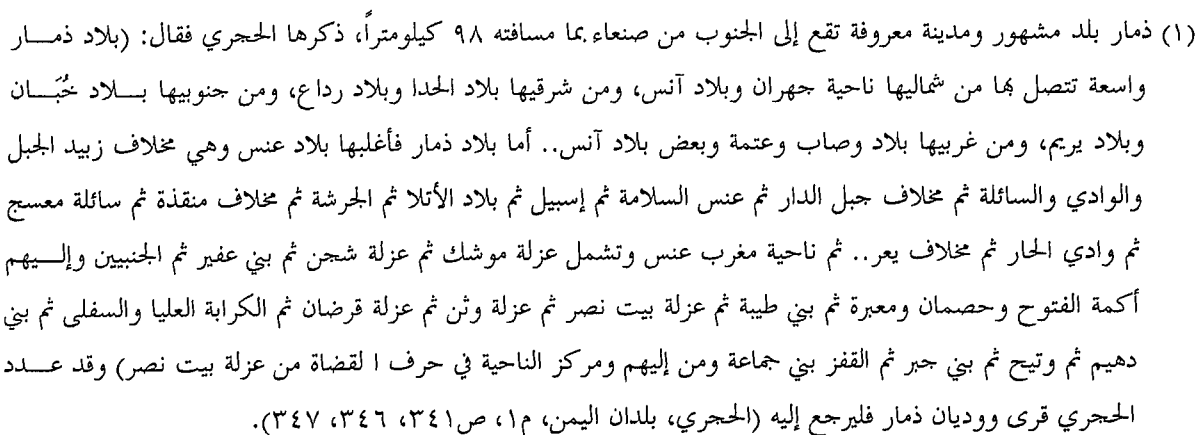 (١) ذمار بلد مشهور ومدينة معروفة تقع إلى الجنوب من صنعاء بما مسافته ٩٨ كيلومتراً، ذكرها الحجري فقال: (بلاد ذمـــار
واسعة تتصل بها من شماليها ناحية جهران وبلاد آنس، ومن شرقيها بلاد الحدا وبلاد رداع، ومن جنوبيها بـــلاد خُبَـــان
وبلاد يريم، ومن غربيها بلاد وصاب وعتمة وبعض بلاد آنس.. أما بلاد ذمار فأغلبها بلاد عنس وهي مخلاف زبيد الجبل
والوادي والسائلة ثم مخلاف جبل الدار ثم عنس السلامة ثم إسبيل ثم بلاد الأتلا ثم الجرشة ثم مخلاف منقذة ثم سائلة معسج
ثم وادي الحار ثم مخلاف يعر.. ثم ناحية مغرب عنس وتشمل عزلة موشك ثم عزلة شجن ثم بني عفير ثم الجنبيين وإلـــيهم
أكمة الفتوح وحصمان ومعبرة ثم بني طيبة ثم عزلة بيت نصر ثم عزلة وثن ثم عزلة قرضان ثم الكرابة العليا والسفلى ثم بني
دهيم ثم وتيح ثم بني جبر ثم القفز بني جماعة ومن إليهم ومركز الناحية في حرف ا لقضاة من عزلة بيت نصر) وقد عـــدد
الحجري قرى ووديان ذمار فليرجع إليه (الحجري، بلدان اليمن، م١، ص٣٤١، ٣٤٦، ٣٤٧).